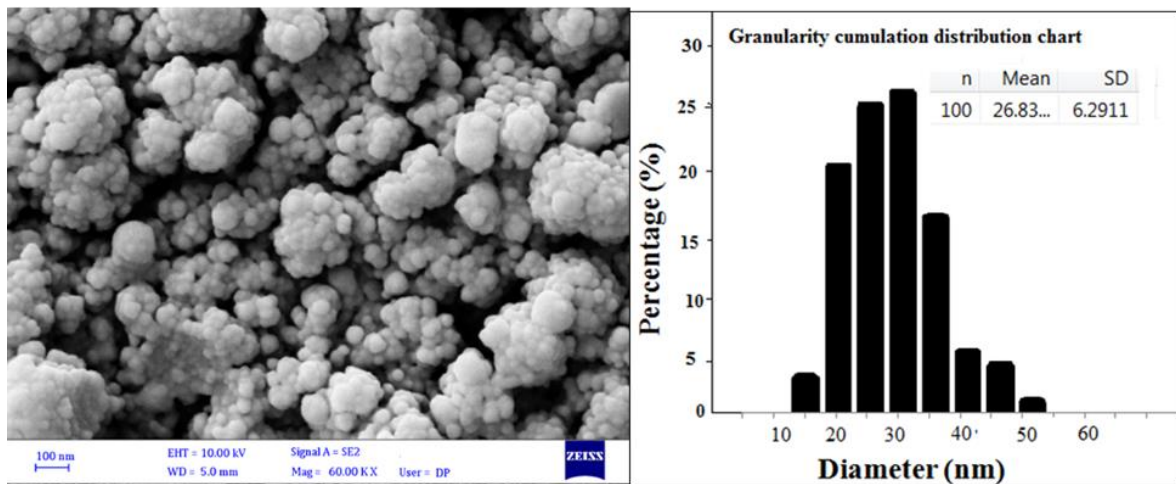 100 nm
EHT = 10.00 kV Signal A = SE2
WD = 5.0 mm Mag = 60.00 K X User = DP
ZEISS
Granularity cumulation distribution chart
n Mean SD
100 26.83... 6.2911
Percentage (%)
30
25
20
15
10
5
0
10 20 30 40 50 60
Diameter (nm)